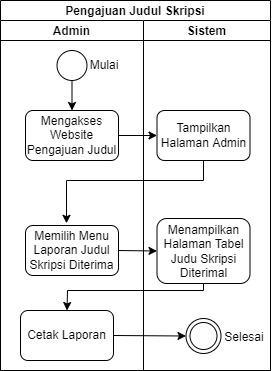 Pengajuan Judul Skripsi
Admin
Sistem
Mulai
Mengakses
Website
Pengajuan Judul
Tampilkan
Halaman Admin
Memilih Menu
Laporan Judul
Skripsi Diterima
Menampilkan
Halaman Tabel
Judu Skripsi
Diterimal
Cetak Laporan
Selesai